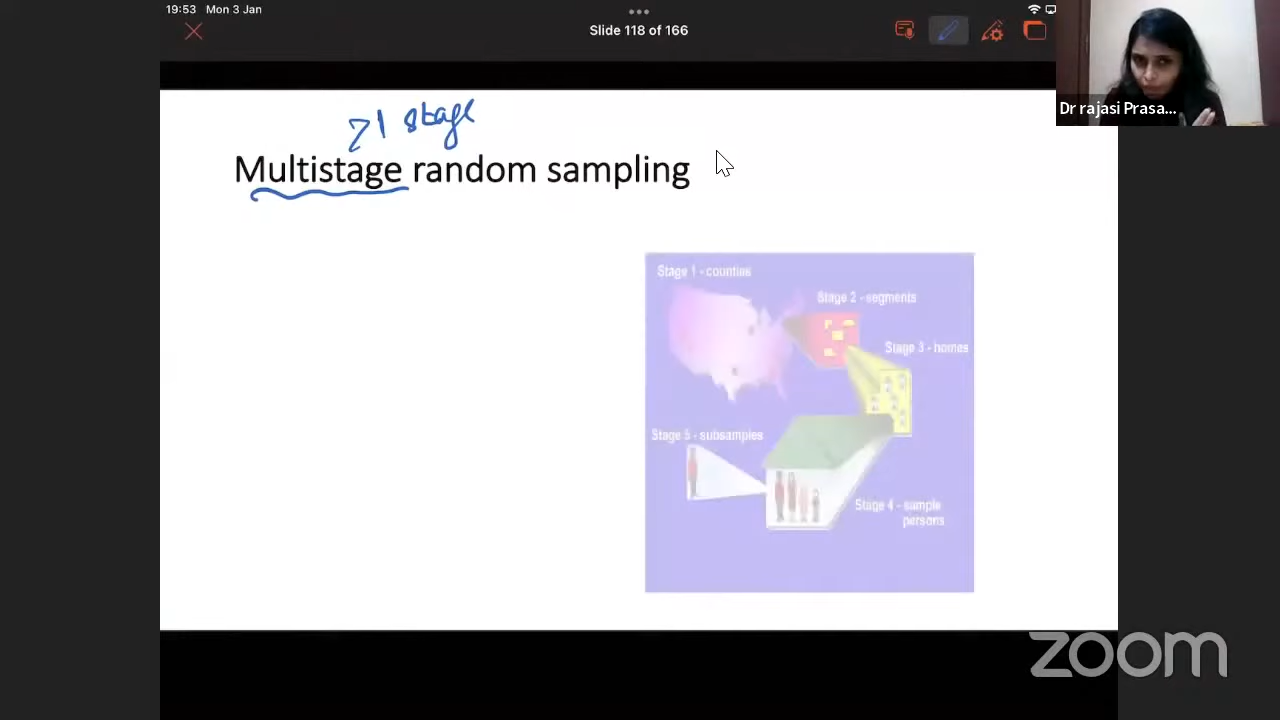 19:53 Mon 3 Jan
Slide 118 of 166
Dr rajasi Prasa...
>1 stage
Multistage random sampling
Stage 1 - counties
Stage 2 - segments
Stage 3 - homes
Stage 5 - subsamples
Stage 4 - sample
persons
zoom